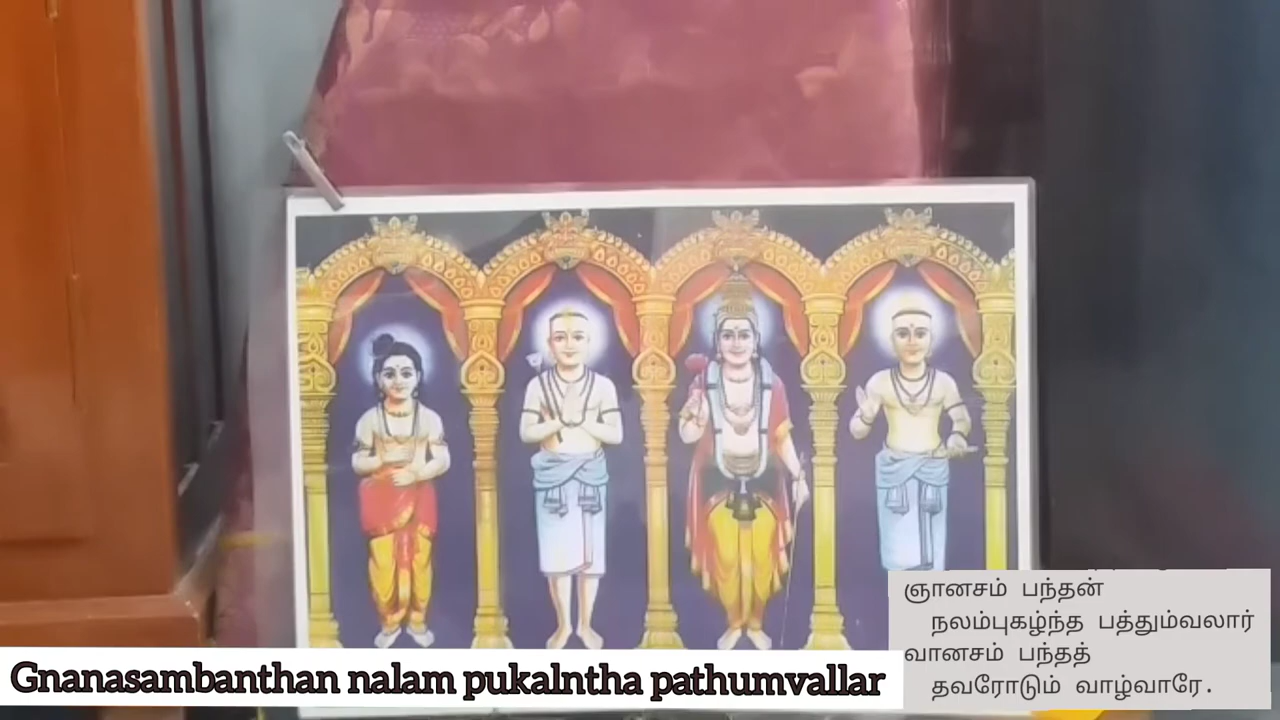 Gnanasambanthan nalam pukalntha pathumvallar
ஞானசம் பந்தன்
நலம்புகழ்ந்த பத்தும்வலார்
வானசம் பந்தத்
தவரோடும் வாழ்வாரே.